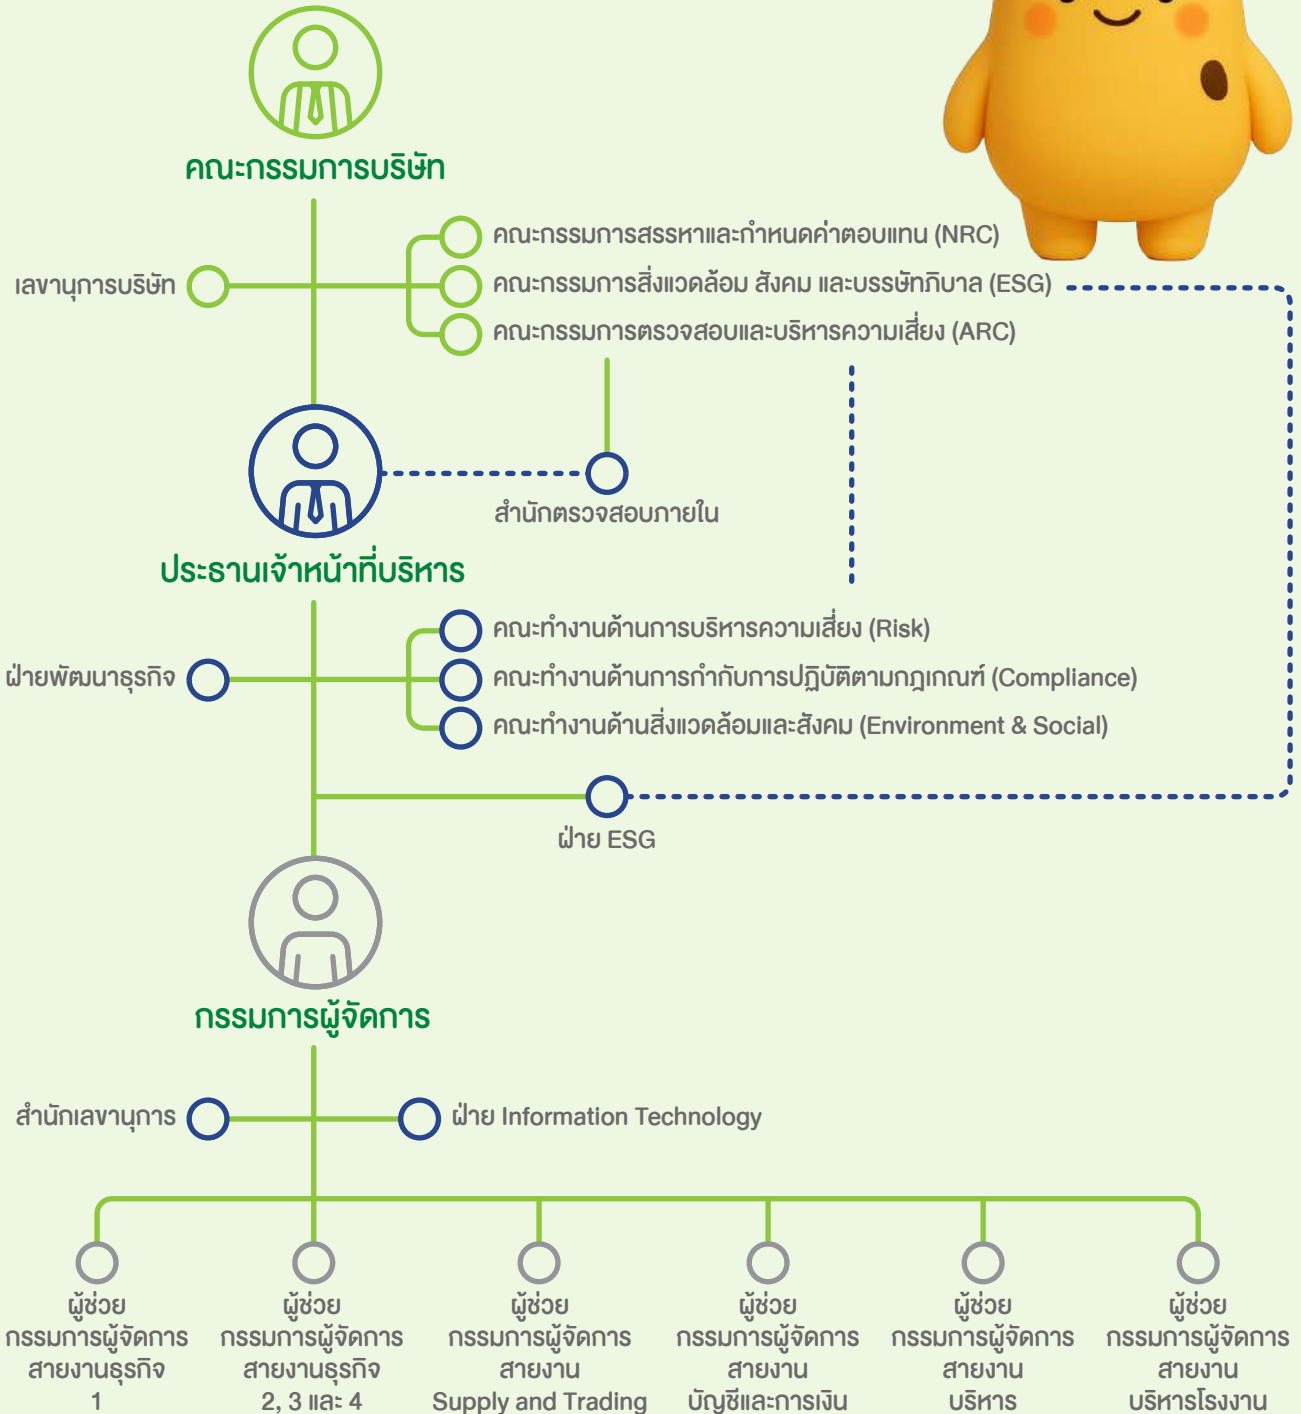 คณะกรรมการบริษัท
คณะกรรมการสรรหาและกำหนดค่าตอบแทน (NRC)
เลขานุการบริษัท
คณะกรรมการสิ่งแวดล้อม สังคม และบรรษัทภิบาล (ESG)
คณะกรรมการตรวจสอบและบริหารความเสี่ยง (ARC)
สำนักตรวจสอบภายใน
ประธานเจ้าหน้าที่บริหาร
คณะทำงานด้านการบริหารความเสี่ยง (Risk)
ฝ่ายพัฒนาธุรกิจ
คณะทำงานด้านการกำกับการปฏิบัติตามกฎเกณฑ์ (Compliance)
คณะทำงานด้านสิ่งแวดล้อมและสังคม (Environment & Social)
ฝ่าย ESG
กรรมการผู้จัดการ
สำนักเลขานุการ
ฝ่าย Information Technology
ผู้ช่วย
กรรมการผู้จัดการ
สายงานธุรกิจ
1
ผู้ช่วย
กรรมการผู้จัดการ
สายงานธุรกิจ
2, 3 และ 4
ผู้ช่วย
กรรมการผู้จัดการ
สายงาน
Supply and Trading
ผู้ช่วย
กรรมการผู้จัดการ
สายงาน
บัญชีและการเงิน
ผู้ช่วย
กรรมการผู้จัดการ
สายงาน
บริหาร
ผู้ช่วย
กรรมการผู้จัดการ
สายงาน
บริหารโรงงาน